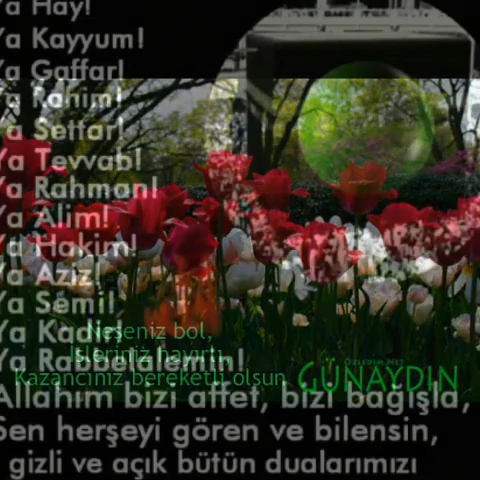 Ya Hay!
Ya Kayyum!
Ya Gaffar!
Ya Rahim!
Ya Settar!
Ya Tevvab!
Ya Rahman!
Ya Alim!
Ya Hakim!
Ya Aziz!
Ya Semi!
Ya Kadir!
Neşeniz bol,
Ya Rabbelalemin!
İşleriniz hayırlı,
Kazancınız bereketli olsun
ÖZLEDİM.NET
GÜNAYDIN
Allahım bizi affet, bizi bağışla,
Sen herşeyi gören ve bilensin,
gizli ve açık bütün dualarımızı